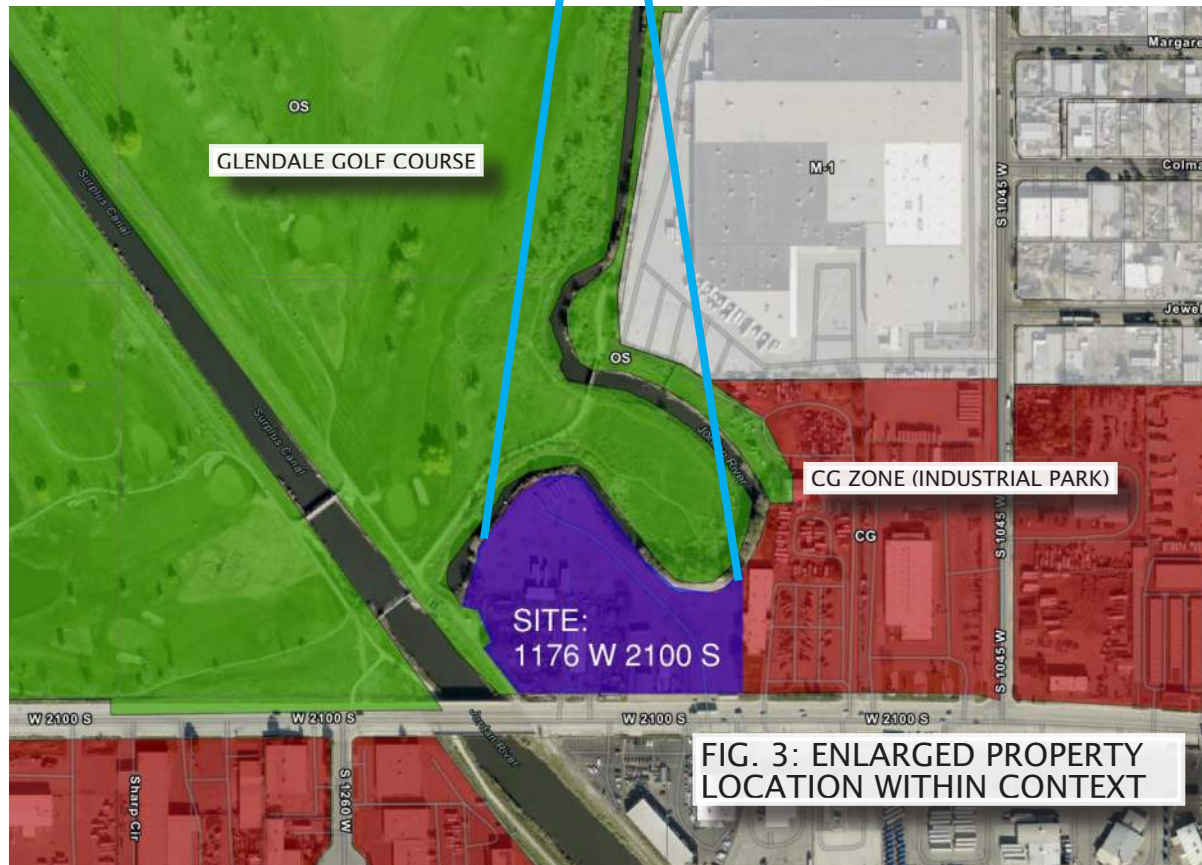 Margare
OS
GLENDALE GOLF COURSE
M-1
Colma
Surplus Canal
S 1045 W
Jewel
OS
Surplus Canal
Jordan River
CG ZONE (INDUSTRIAL PARK)
S 1045 W
CG
SITE:
1176 W 2100 S
S 1045 W
W 2100 S
W 2100 S
W 2100 S
W 2100 S
Jordan River
FIG. 3: ENLARGED PROPERTY
LOCATION WITHIN CONTEXT
Sharp Cir
S 1260 W